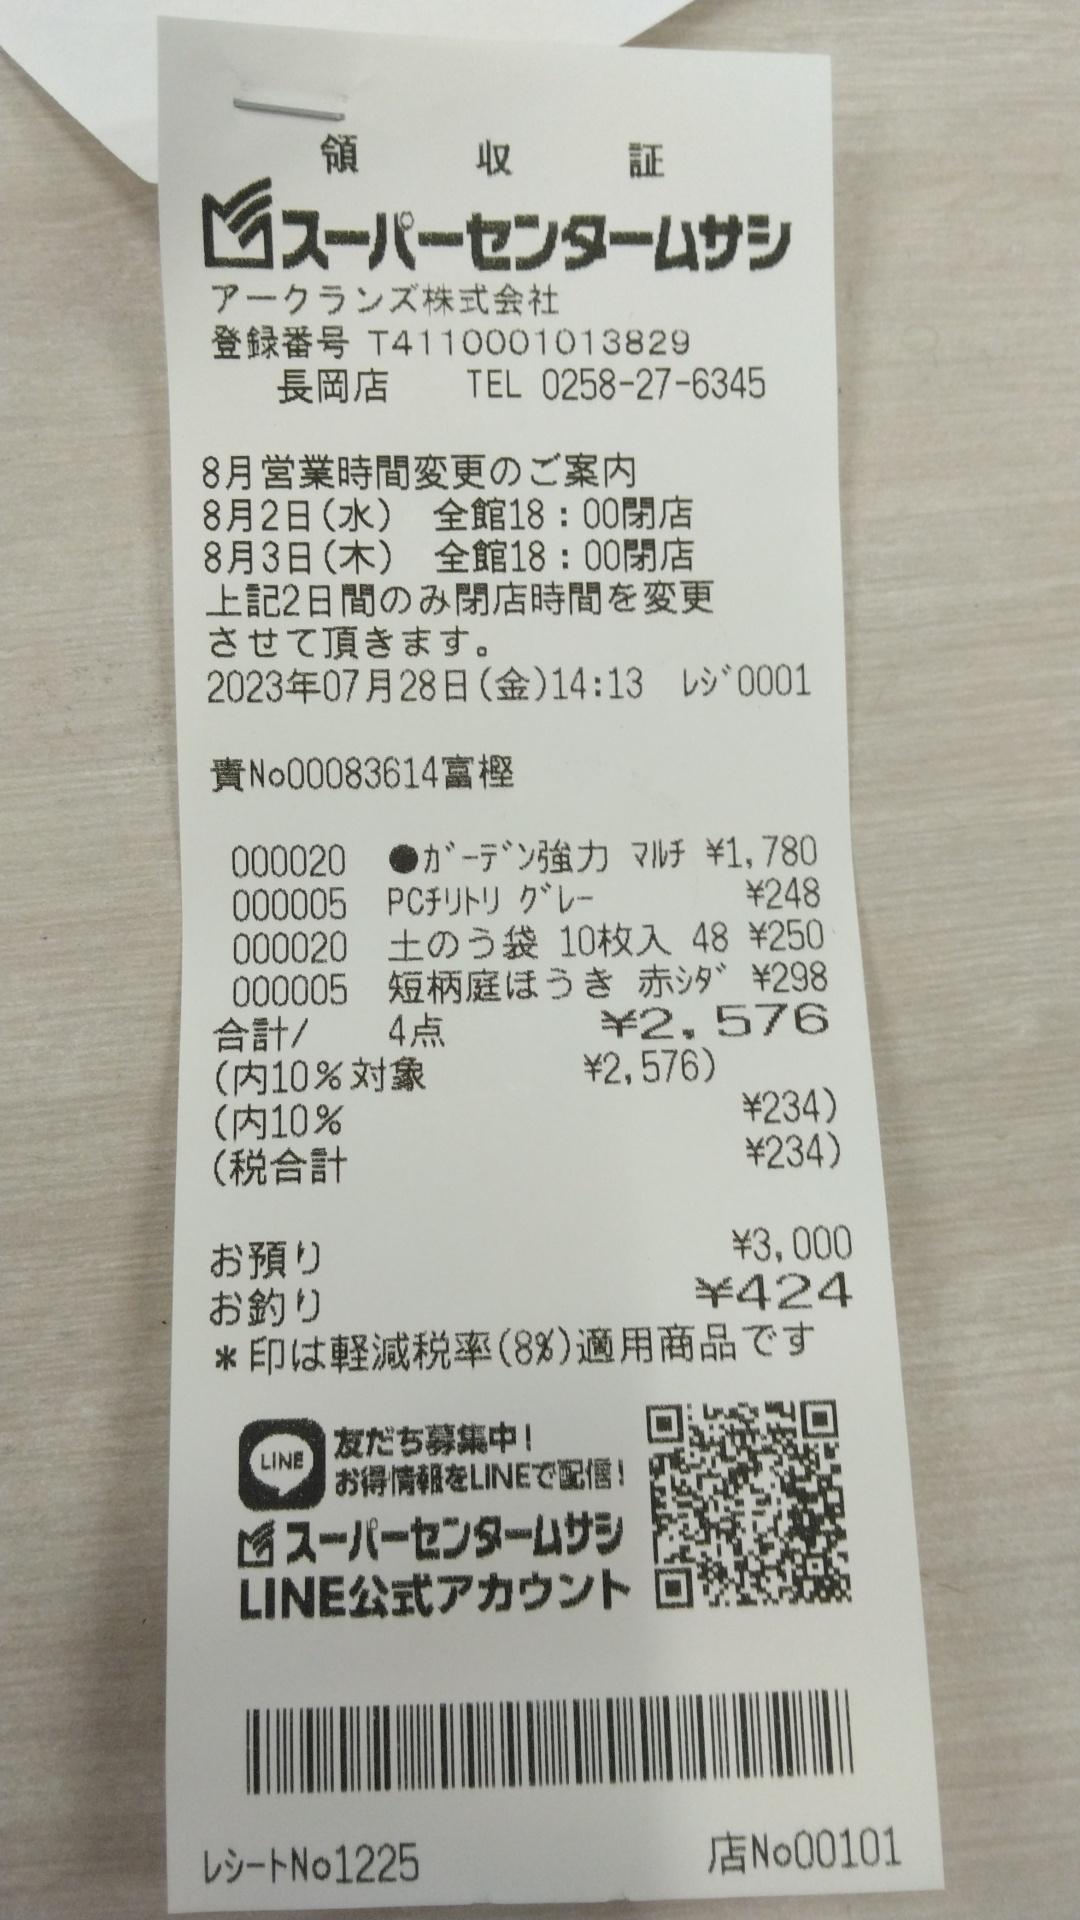 領収証
スーパーセンタームサシ
アークランズ株式会社
登録番号 T4110001013829
長岡店 TEL 0258-27-6345
8月営業時間変更のご案内
8月2日(水) 全館18:00閉店
8月3日(木) 全館18:00閉店
上記2日間のみ閉店時間を変更
させて頂きます。
2023年07月28日(金)14:13 ﾚｼﾞ0001
責No00083614富樫
000020 ●ｶﾞｰﾃﾞﾝ強力 ﾏﾙﾁ ¥1,780
000005 PCﾁﾘﾄﾘ ｸﾞﾚｰ ¥248
000020 土のう袋 10枚入 48 ¥250
000005 短柄庭ほうき 赤ｼﾀﾞ ¥298
合計/ 4点 ¥2,576
(内10%対象 ¥2,576)
(内10% ¥234)
(税合計 ¥234)
お預り ¥3,000
お釣り ¥424
*印は軽減税率(8%)適用商品です
LINE 友だち募集中!
お得情報をLINEで配信!
スーパーセンタームサシ
LINE公式アカウント
ﾚｼｰﾄNo1225 店No00101